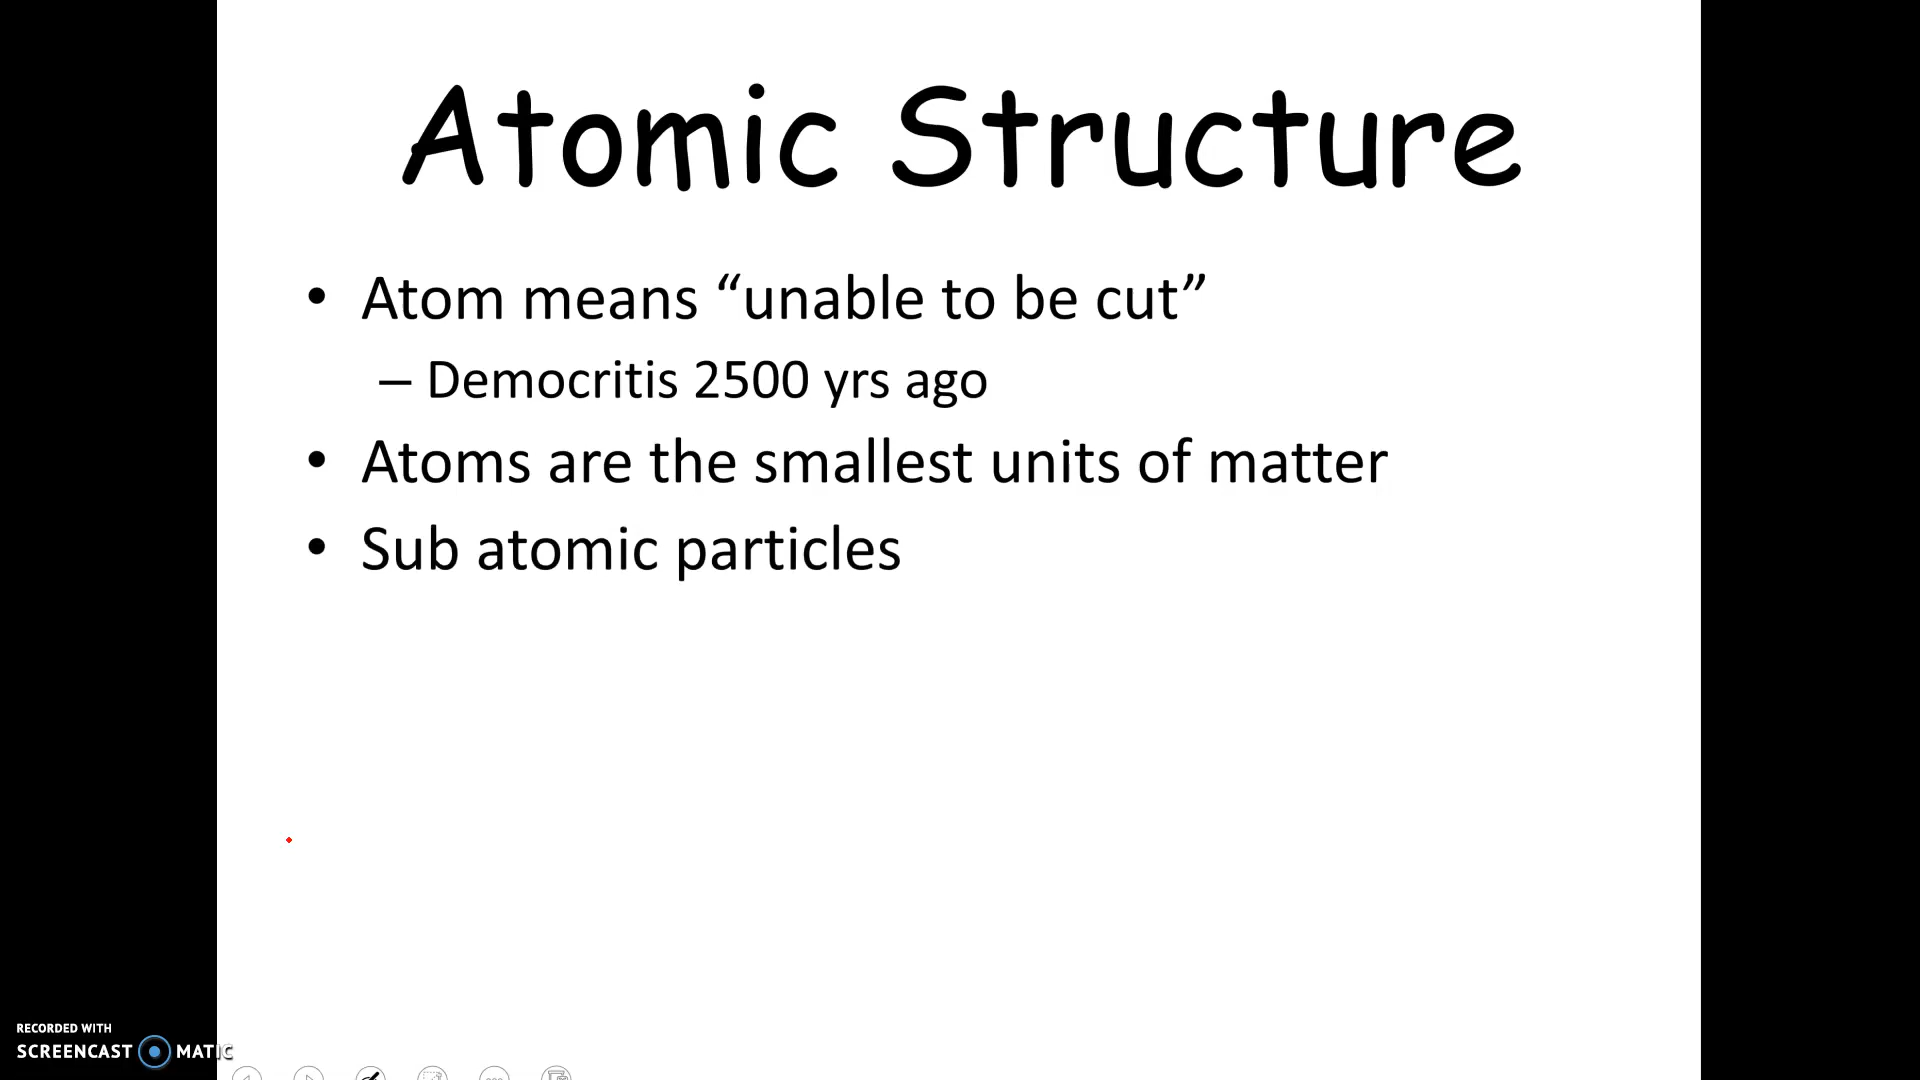 Atomic Structure
• Atom means “unable to be cut”
– Democritis 2500 yrs ago
• Atoms are the smallest units of matter
• Sub atomic particles
RECORDED WITH
SCREENCAST MATIC